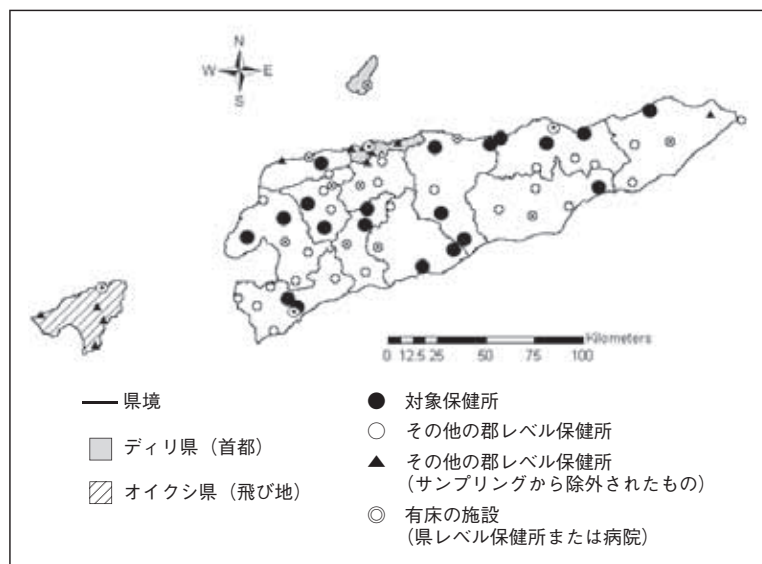 N
W E
S
Kilometers
0 12.5 25 50 75 100
県境
ディリ県（首都）
オイクシ県（飛び地）
対象保健所
その他の郡レベル保健所
その他の郡レベル保健所
（サンプリングから除外されたもの）
有床の施設
（県レベル保健所または病院）